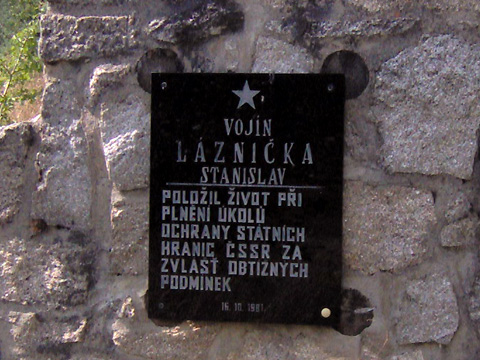 VOJÍN
LÁZNIČKA
STANISLAV
POLOŽIL ŽIVOT PŘI
PLNĚNÍ ÚKOLŮ
OCHRANY STÁTNÍCH
HRANIC ČSSR ZA
ZVLÁŠŤ OBTÍŽNÝCH
PODMÍNEK
16. 10. 1981